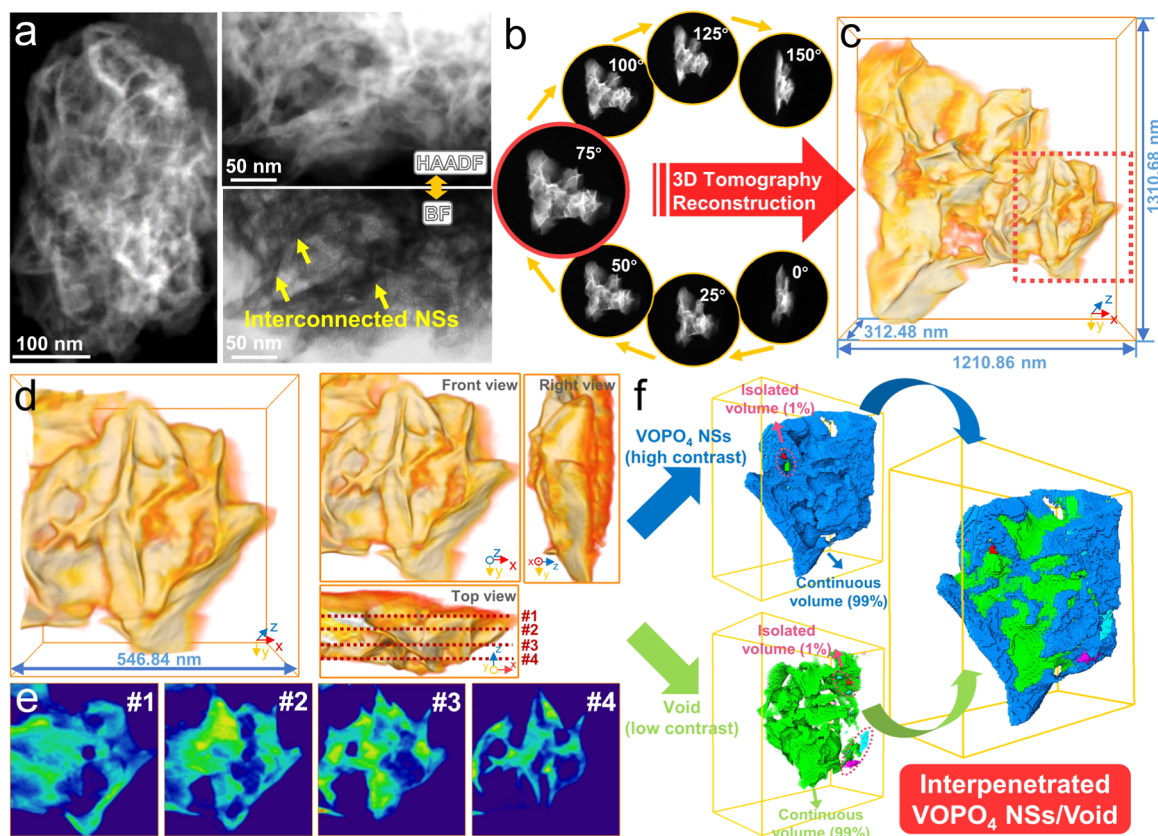 a
100 nm
50 nm
HAADF
BF
Interconnected NSs
50 nm
b
100°
125°
150°
75°
3D Tomography
Reconstruction
50°
25°
0°
c
1310.68 nm
312.48 nm
1210.86 nm
z
x
y
d
546.84 nm
z
x
y
Front view
z
x
y
Right view
x
z
y
Top view
#1
#2
#3
#4
z
y
x
e
#1
#2
#3
#4
f
Isolated
volume (1%)
VOPO₄ NSs
(high contrast)
Continuous
volume (99%)
Isolated
volume (1%)
Void
(low contrast)
Continuous
volume (99%)
Interpenetrated
VOPO₄ NSs/Void